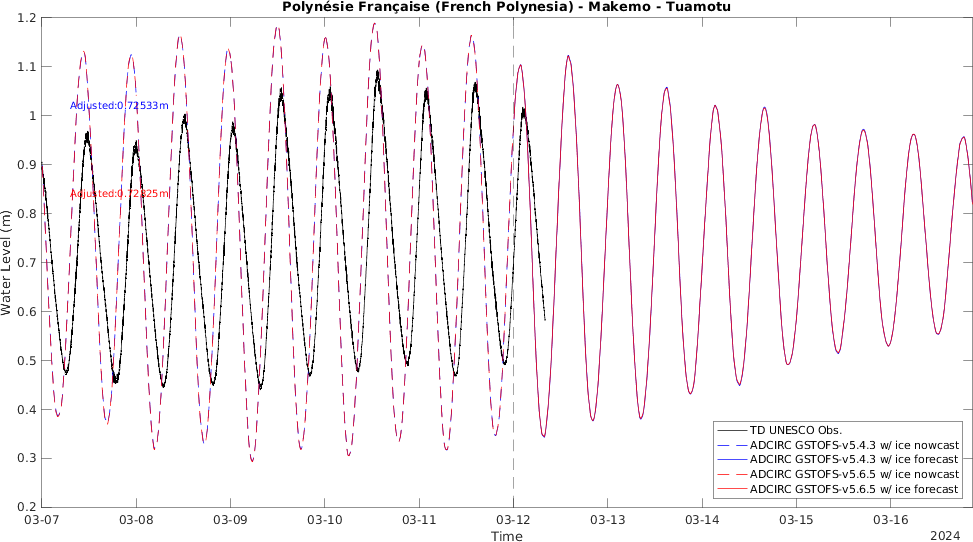 Polynésie Française (French Polynesia) - Makemo - Tuamotu
1.2
1.1
1
0.9
0.8
0.7
0.6
0.5
0.4
0.3
0.2
Water Level (m)
Adjusted:0.72533m
Adjusted:0.72825m
TD UNESCO Obs.
ADCIRC GSTOFS-v5.4.3 w/ ice nowcast
ADCIRC GSTOFS-v5.4.3 w/ ice forecast
ADCIRC GSTOFS-v5.6.5 w/ ice nowcast
ADCIRC GSTOFS-v5.6.5 w/ ice forecast
03-07 03-08 03-09 03-10 03-11 03-12 03-13 03-14 03-15 03-16
Time
2024